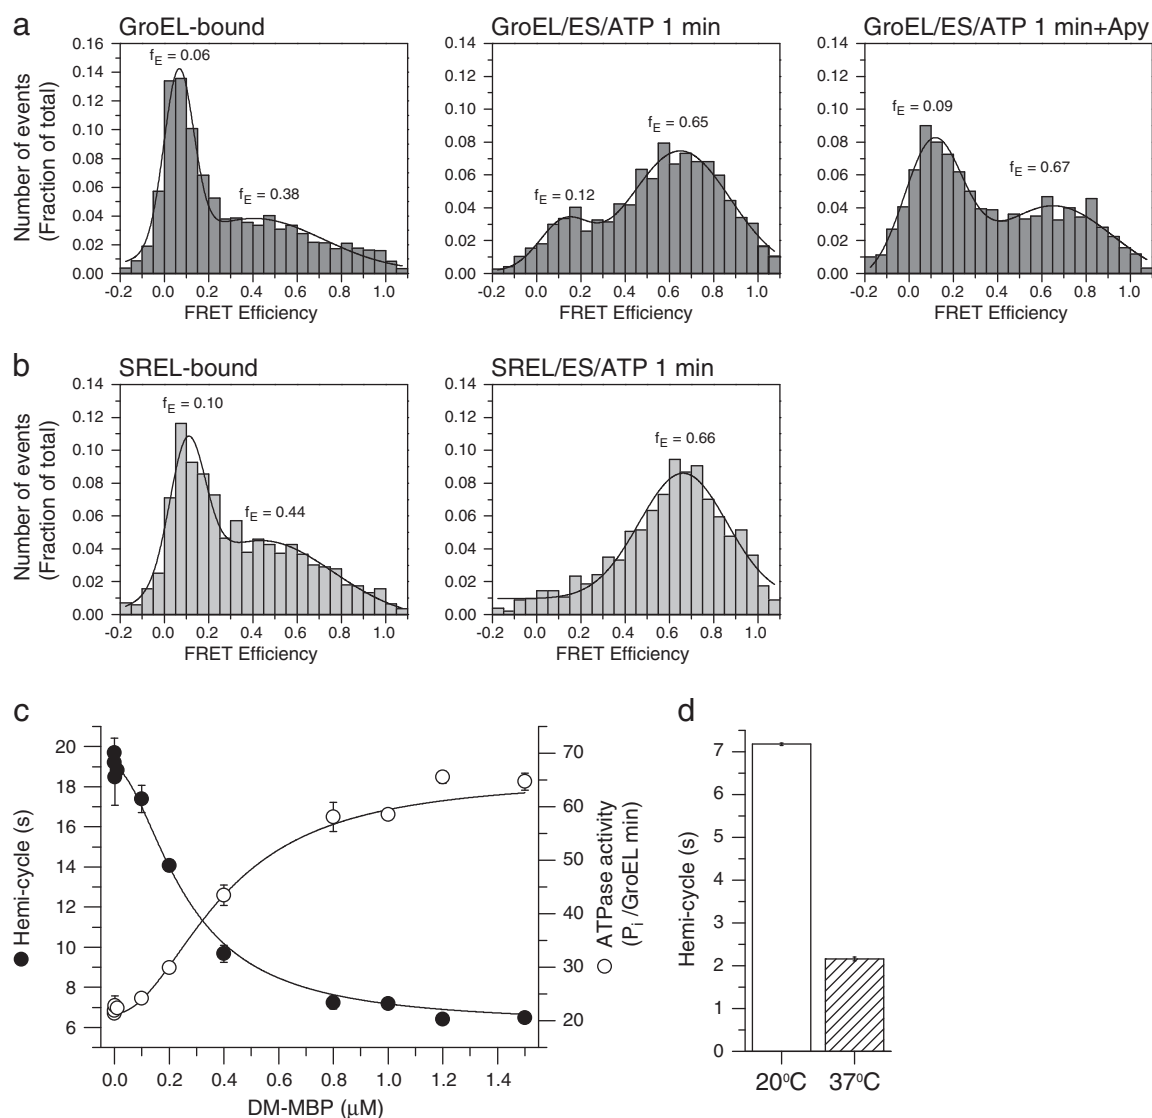 a
GroEL-bound
GroEL/ES/ATP 1 min
GroEL/ES/ATP 1 min+Apy
Number of events
(Fraction of total)
0.16
0.14
0.12
0.10
0.08
0.06
0.04
0.02
0.00
f_E = 0.06
f_E = 0.38
-0.2 0.0 0.2 0.4 0.6 0.8 1.0
FRET Efficiency
0.14
0.12
0.10
0.08
0.06
0.04
0.02
0.00
f_E = 0.12
f_E = 0.65
-0.2 0.0 0.2 0.4 0.6 0.8 1.0
FRET Efficiency
0.14
0.12
0.10
0.08
0.06
0.04
0.02
0.00
f_E = 0.09
f_E = 0.67
-0.2 0.0 0.2 0.4 0.6 0.8 1.0
FRET Efficiency
b
SREL-bound
SREL/ES/ATP 1 min
Number of events
(Fraction of total)
0.14
0.12
0.10
0.08
0.06
0.04
0.02
0.00
f_E = 0.10
f_E = 0.44
-0.2 0.0 0.2 0.4 0.6 0.8 1.0
FRET Efficiency
0.14
0.12
0.10
0.08
0.06
0.04
0.02
0.00
f_E = 0.66
-0.2 0.0 0.2 0.4 0.6 0.8 1.0
FRET Efficiency
c
Hemi-cycle (s)
20
18
16
14
12
10
8
6
70
60
50
40
30
20
ATPase activity
(P_i /GroEL min)
0.0 0.2 0.4 0.6 0.8 1.0 1.2 1.4
DM-MBP (μM)
d
Hemi-cycle (s)
7
6
5
4
3
2
1
0
20°C 37°C